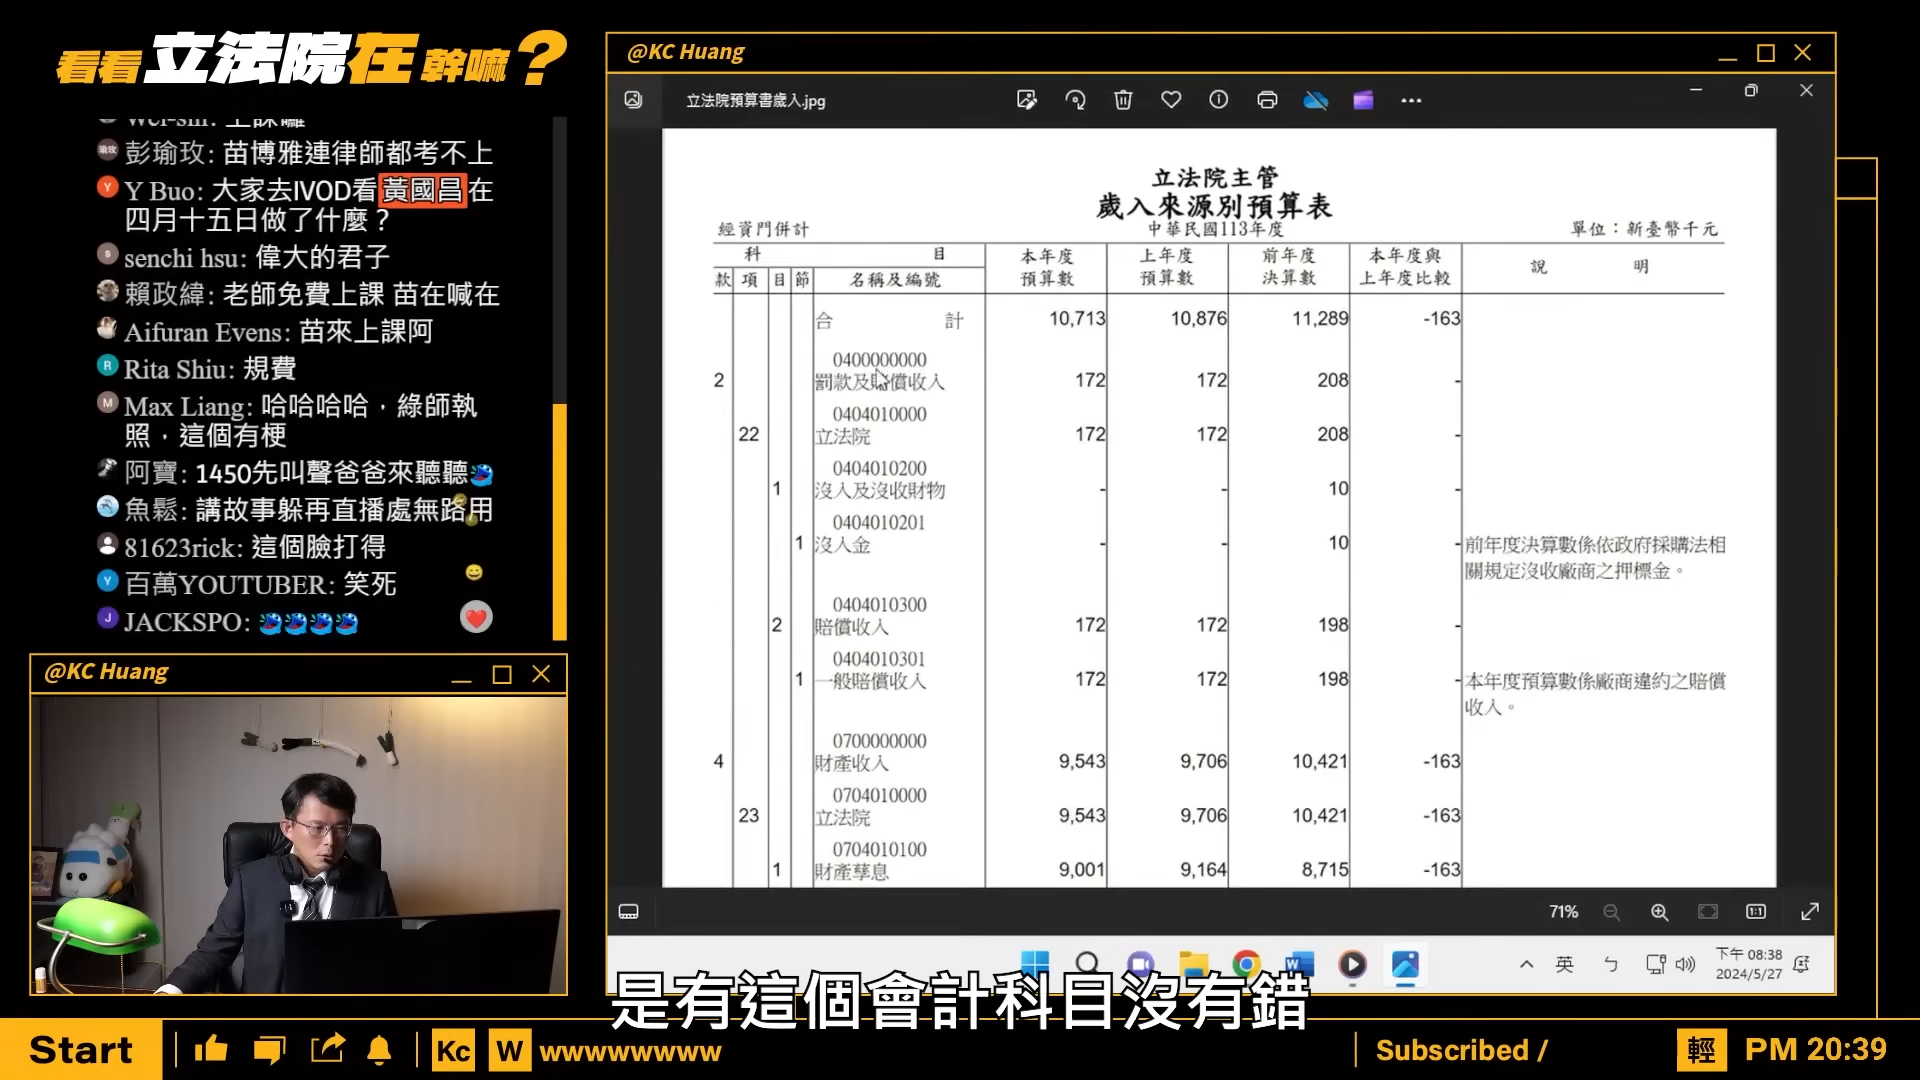 看看立法院在幹嘛?
Wei-shi: 上課囉
彭瑜玫: 苗博雅連律師都考不上
Y Buo: 大家去IVOD看黃國昌在
四月十五日做了什麼？
senchi hsu: 偉大的君子
賴政緯: 老師免費上課 苗在喊在
Aifuran Evens: 苗來上課阿
Rita Shiu: 規費
Max Liang: 哈哈哈哈，綠師執
照，這個有梗
阿寶: 1450先叫聲爸爸來聽聽
魚鬆: 講故事躲再直播處無路用
81623rick: 這個臉打得
百萬YOUTUBER: 笑死
JACKSPO:
@KC Huang
@KC Huang
立法院預算書歲入.jpg
立法院主管
歲入來源別預算表
經資門併計 中華民國113年度 單位：新臺幣千元
科 目 本年度 上年度 前年度 本年度與 說 明
款 項 目 節 名稱及編號 預算數 預算數 決算數 上年度比較
合 計 10,713 10,876 11,289 -163
0400000000
2 罰款及賠償收入 172 172 208 -
0404010000
22 立法院 172 172 208 -
0404010200
1 沒入及沒收財物 - - 10 -
0404010201
1 沒入金 - - 10 - 前年度決算數係依政府採購法相
關規定沒收廠商之押標金。
0404010300
2 賠償收入 172 172 198 -
0404010301
1 一般賠償收入 172 172 198 - 本年度預算數係廠商違約之賠償
收入。
0700000000
4 財產收入 9,543 9,706 10,421 -163
0704010000
23 立法院 9,543 9,706 10,421 -163
0704010100
1 財產孳息 9,001 9,164 8,715 -163
71% 1:1
英 ㄅ 下午 08:38
2024/5/27
是有這個會計科目沒有錯
Start Kc W wwwwwwwww Subscribed / 輕 PM 20:39